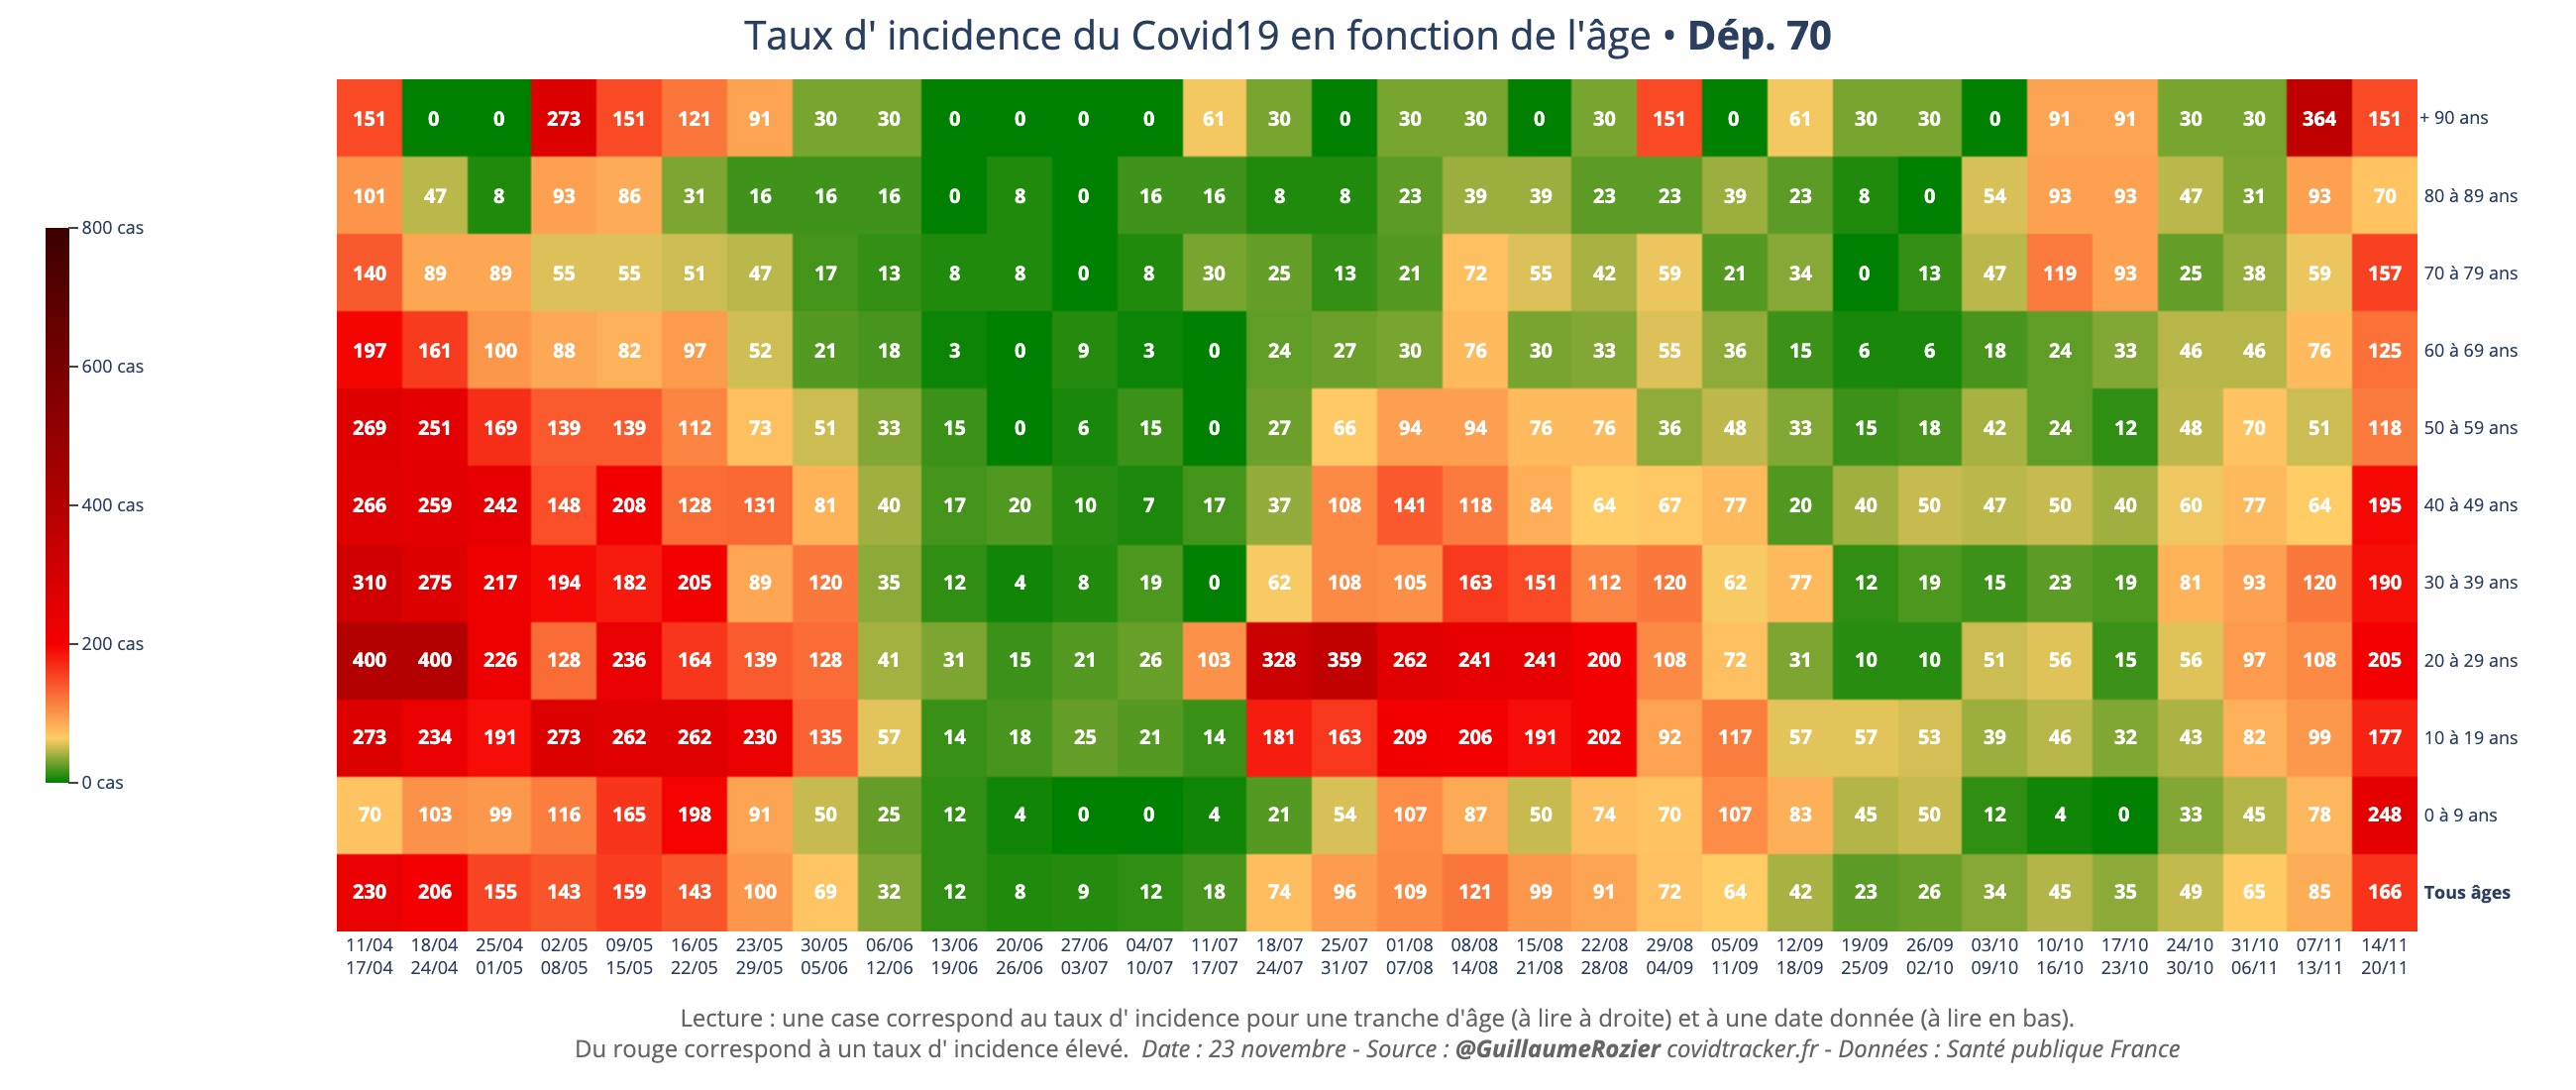 Taux d' incidence du Covid19 en fonction de l'âge • Dép. 70
800 cas
600 cas
400 cas
200 cas
0 cas
151 0 0 273 151 121 91 30 30 0 0 0 0 61 30 0 30 30 0 30 151 0 61 30 30 0 91 91 30 30 364 151 + 90 ans
101 47 8 93 86 31 16 16 16 0 8 0 16 16 8 8 23 39 39 23 23 39 23 8 0 54 93 93 47 31 93 70 80 à 89 ans
140 89 89 55 55 51 47 17 13 8 8 0 8 30 25 13 21 72 55 42 59 21 34 0 13 47 119 93 25 38 59 157 70 à 79 ans
197 161 100 88 82 97 52 21 18 3 0 9 3 0 24 27 30 76 30 33 55 36 15 6 6 18 24 33 46 46 76 125 60 à 69 ans
269 251 169 139 139 112 73 51 33 15 0 6 15 0 27 66 94 94 76 76 36 48 33 15 18 42 24 12 48 70 51 118 50 à 59 ans
266 259 242 148 208 128 131 81 40 17 20 10 7 17 37 108 141 118 84 64 67 77 20 40 50 47 50 40 60 77 64 195 40 à 49 ans
310 275 217 194 182 205 89 120 35 12 4 8 19 0 62 108 105 163 151 112 120 62 77 12 19 15 23 19 81 93 120 190 30 à 39 ans
400 400 226 128 236 164 139 128 41 31 15 21 26 103 328 359 262 241 241 200 108 72 31 10 10 51 56 15 56 97 108 205 20 à 29 ans
273 234 191 273 262 262 230 135 57 14 18 25 21 14 181 163 209 206 191 202 92 117 57 57 53 39 46 32 43 82 99 177 10 à 19 ans
70 103 99 116 165 198 91 50 25 12 4 0 0 4 21 54 107 87 50 74 70 107 83 45 50 12 4 0 33 45 78 248 0 à 9 ans
230 206 155 143 159 143 100 69 32 12 8 9 12 18 74 96 109 121 99 91 72 64 42 23 26 34 45 35 49 65 85 166 Tous âges
11/04 18/04 25/04 02/05 09/05 16/05 23/05 30/05 06/06 13/06 20/06 27/06 04/07 11/07 18/07 25/07 01/08 08/08 15/08 22/08 29/08 05/09 12/09 19/09 26/09 03/10 10/10 17/10 24/10 31/10 07/11 14/11
17/04 24/04 01/05 08/05 15/05 22/05 29/05 05/06 12/06 19/06 26/06 03/07 10/07 17/07 24/07 31/07 07/08 14/08 21/08 28/08 04/09 11/09 18/09 25/09 02/10 09/10 16/10 23/10 30/10 06/11 13/11 20/11
Lecture : une case correspond au taux d' incidence pour une tranche d'âge (à lire à droite) et à une date donnée (à lire en bas).
Du rouge correspond à un taux d' incidence élevé. Date : 23 novembre - Source : @GuillaumeRozier covidtracker.fr - Données : Santé publique France